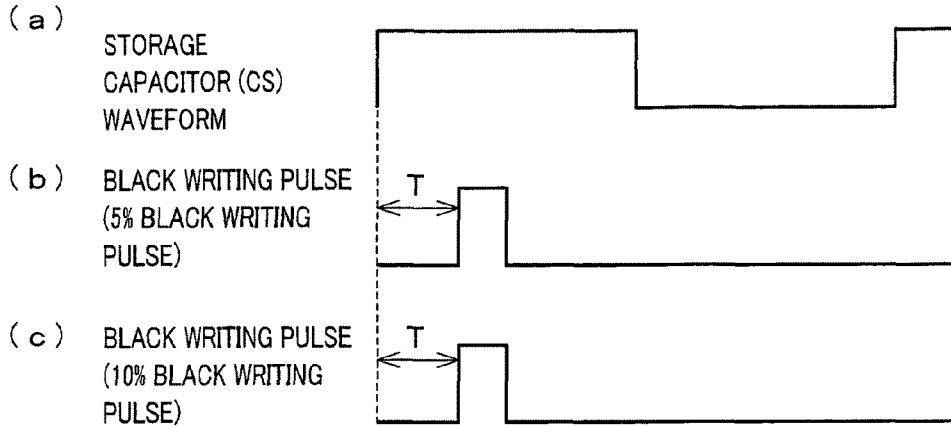 (a)
STORAGE
CAPACITOR (CS)
WAVEFORM
(b) BLACK WRITING PULSE
(5% BLACK WRITING
PULSE)
T
(c) BLACK WRITING PULSE
(10% BLACK WRITING
PULSE)
T